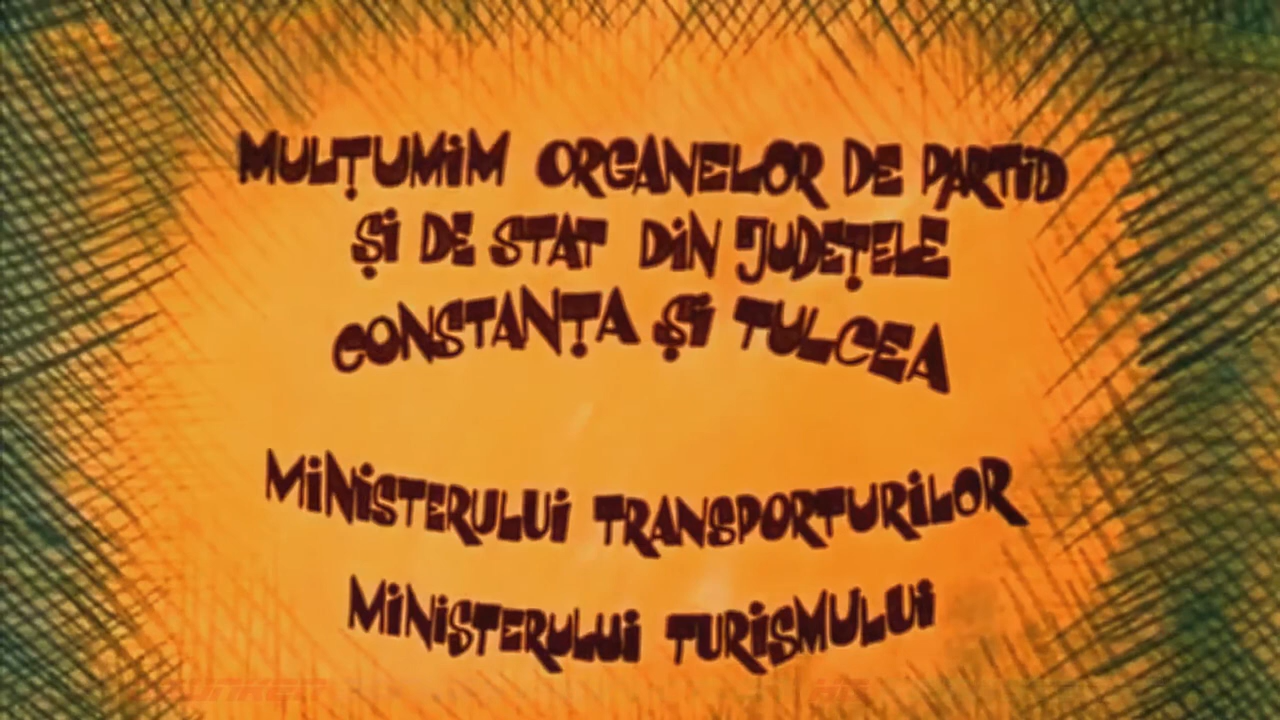 MULȚUMIM ORGANELOR DE PARTID
ȘI DE STAT DIN JUDEȚELE
CONSTANȚA ȘI TULCEA
MINISTERULUI TRANSPORTURILOR
MINISTERULUI TURISMULUI